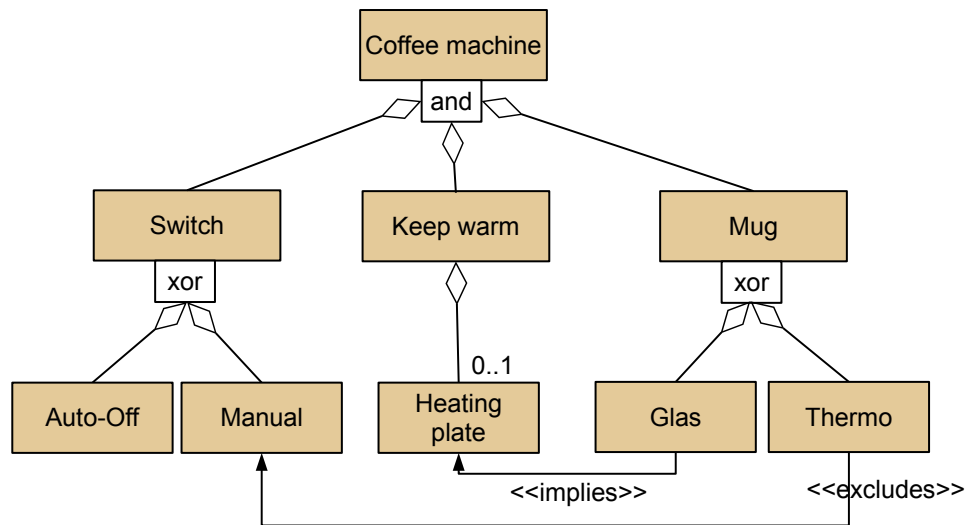 Coffee machine
and
Switch
Keep warm
Mug
xor
xor
0..1
Auto-Off
Manual
Heating
plate
Glas
Thermo
<<implies>>
<<excludes>>